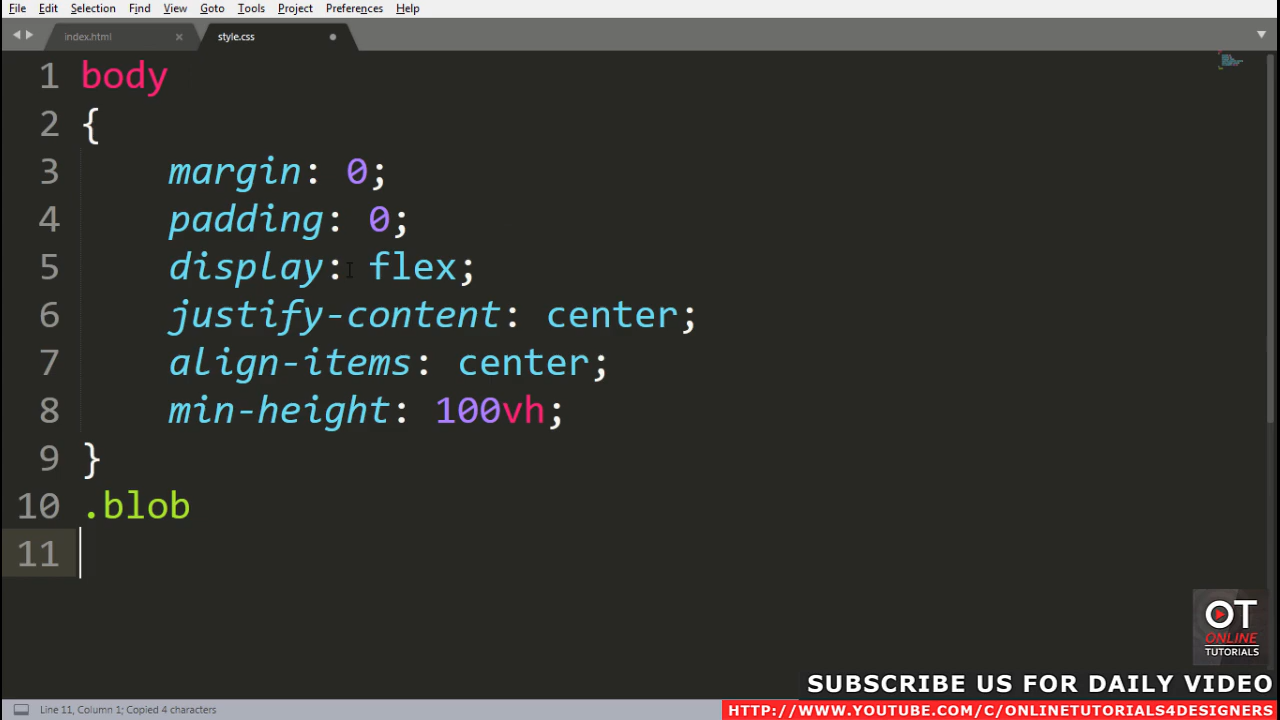 File Edit Selection Find View Goto Tools Project Preferences Help
index.html × style.css
1 body
2 {
3 margin: 0;
4 padding: 0;
5 display: flex;
6 justify-content: center;
7 align-items: center;
8 min-height: 100vh;
9 }
10 .blob
11
OT
ONLINE
TUTORIALS
SUBSCRIBE US FOR DAILY VIDEO
Line 11, Column 1; Copied 4 characters
HTTP://WWW.YOUTUBE.COM/C/ONLINETUTORIALS4DESIGNERS